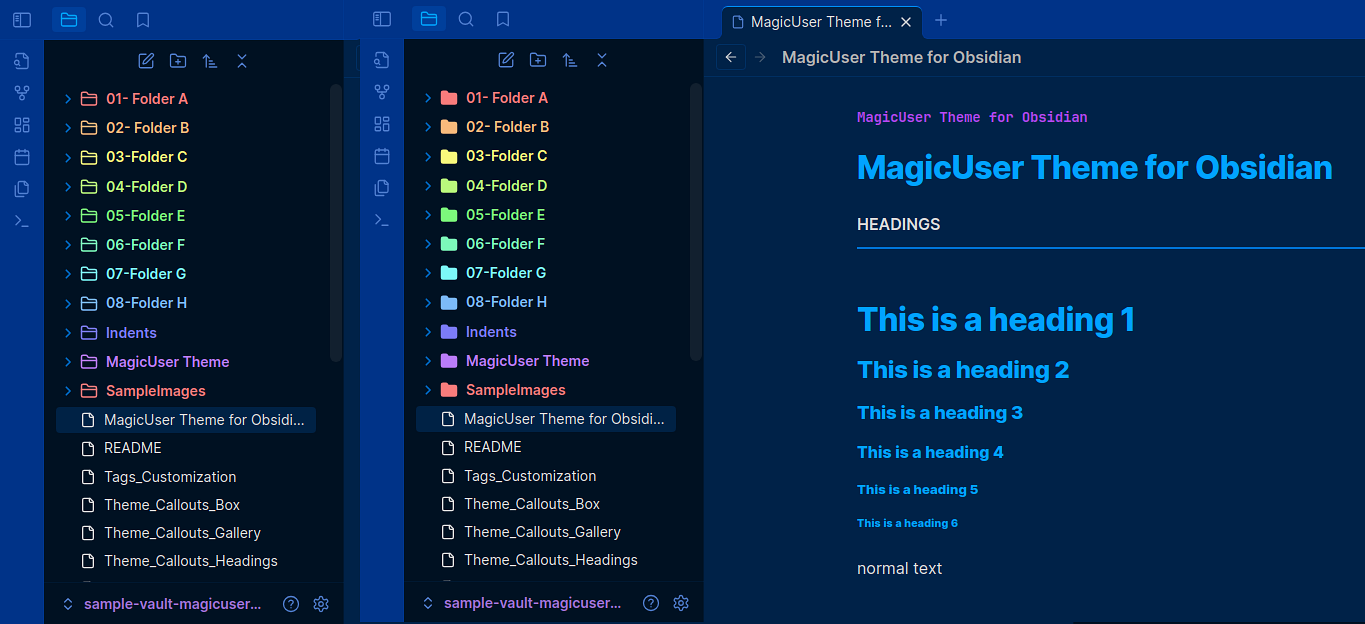 01- Folder A
02- Folder B
03-Folder C
04-Folder D
05-Folder E
06-Folder F
07-Folder G
08-Folder H
Indents
MagicUser Theme
SampleImages
MagicUser Theme for Obsidi...
README
Tags_Customization
Theme_Callouts_Box
Theme_Callouts_Gallery
Theme_Callouts_Headings
sample-vault-magicuser...
01- Folder A
02- Folder B
03-Folder C
04-Folder D
05-Folder E
06-Folder F
07-Folder G
08-Folder H
Indents
MagicUser Theme
SampleImages
MagicUser Theme for Obsidi...
README
Tags_Customization
Theme_Callouts_Box
Theme_Callouts_Gallery
Theme_Callouts_Headings
sample-vault-magicuser...
MagicUser Theme f...
MagicUser Theme for Obsidian
MagicUser Theme for Obsidian
MagicUser Theme for Obsidian
HEADINGS
This is a heading 1
This is a heading 2
This is a heading 3
This is a heading 4
This is a heading 5
This is a heading 6
normal text